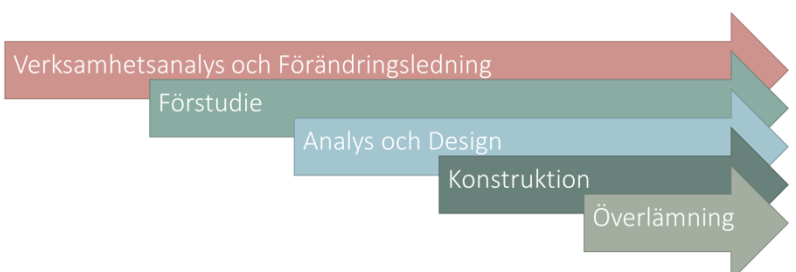 Verksamhetsanalys och Förändringsledning
Förstudie
Analys och Design
Konstruktion
Överlämning